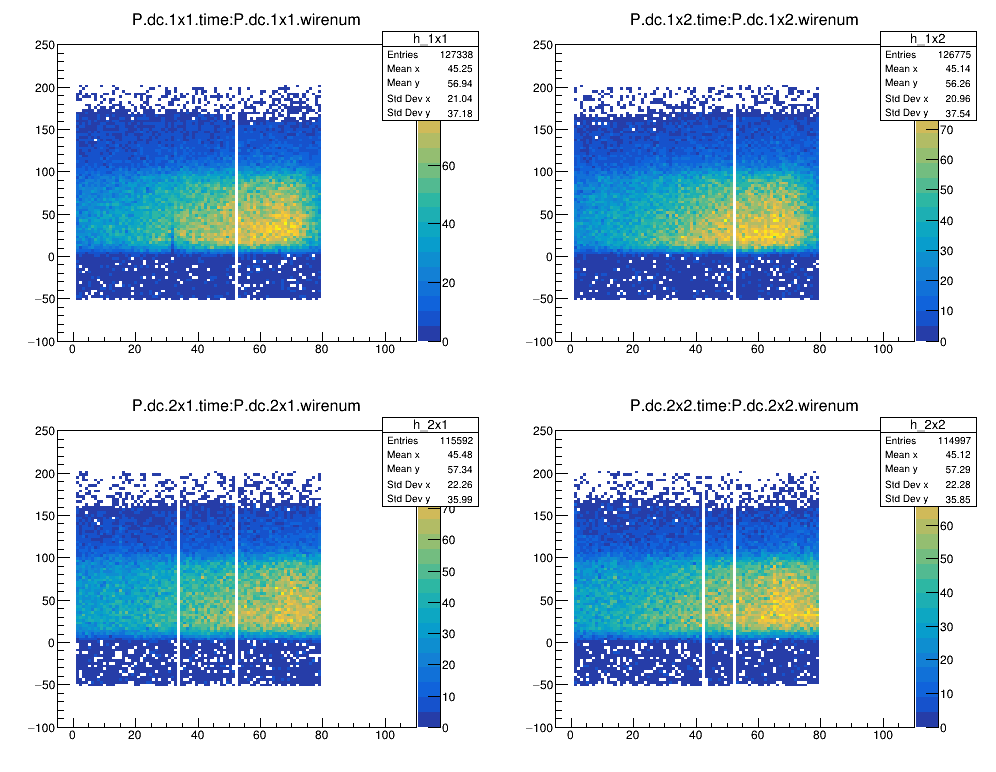 P.dc.1x1.time:P.dc.1x1.wirenum
h_1x1
Entries 127338
Mean x 45.25
Mean y 56.94
Std Dev x 21.04
Std Dev y 37.18
250
200
150
100
50
0
−50
−100
0 20 40 60 80 100
60
40
20
0
P.dc.1x2.time:P.dc.1x2.wirenum
h_1x2
Entries 126775
Mean x 45.14
Mean y 56.26
Std Dev x 20.96
Std Dev y 37.54
250
200
150
100
50
0
−50
−100
0 20 40 60 80 100
70
60
50
40
30
20
10
0
P.dc.2x1.time:P.dc.2x1.wirenum
h_2x1
Entries 115592
Mean x 45.48
Mean y 57.34
Std Dev x 22.26
Std Dev y 35.99
250
200
150
100
50
0
−50
−100
0 20 40 60 80 100
70
60
50
40
30
20
10
0
P.dc.2x2.time:P.dc.2x2.wirenum
h_2x2
Entries 114997
Mean x 45.12
Mean y 57.29
Std Dev x 22.28
Std Dev y 35.85
250
200
150
100
50
0
−50
−100
0 20 40 60 80 100
60
50
40
30
20
10
0